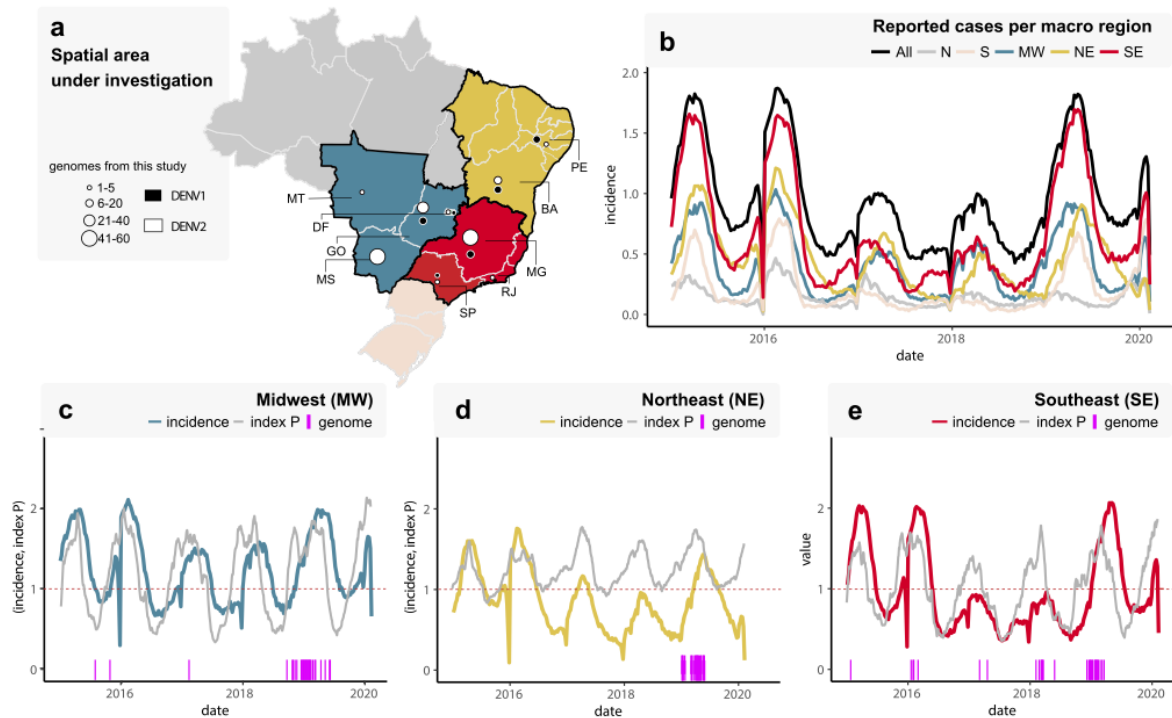 a
Spatial area
under investigation
genomes from this study
1-5
6-20
21-40
41-60
DENV1
DENV2
MT
DF
GO
MS
PE
BA
MG
RJ
SP
b
Reported cases per macro region
All N S MW NE SE
incidence
2.0
1.5
1.0
0.5
0.0
2016 2018 2020
date
c
Midwest (MW)
incidence index P genome
(incidence, index P)
2
1
0
2016 2018 2020
date
d
Northeast (NE)
incidence index P genome
(incidence, index P)
2
1
0
2016 2018 2020
date
e
Southeast (SE)
incidence index P genome
value
2
1
0
2016 2018 2020
date